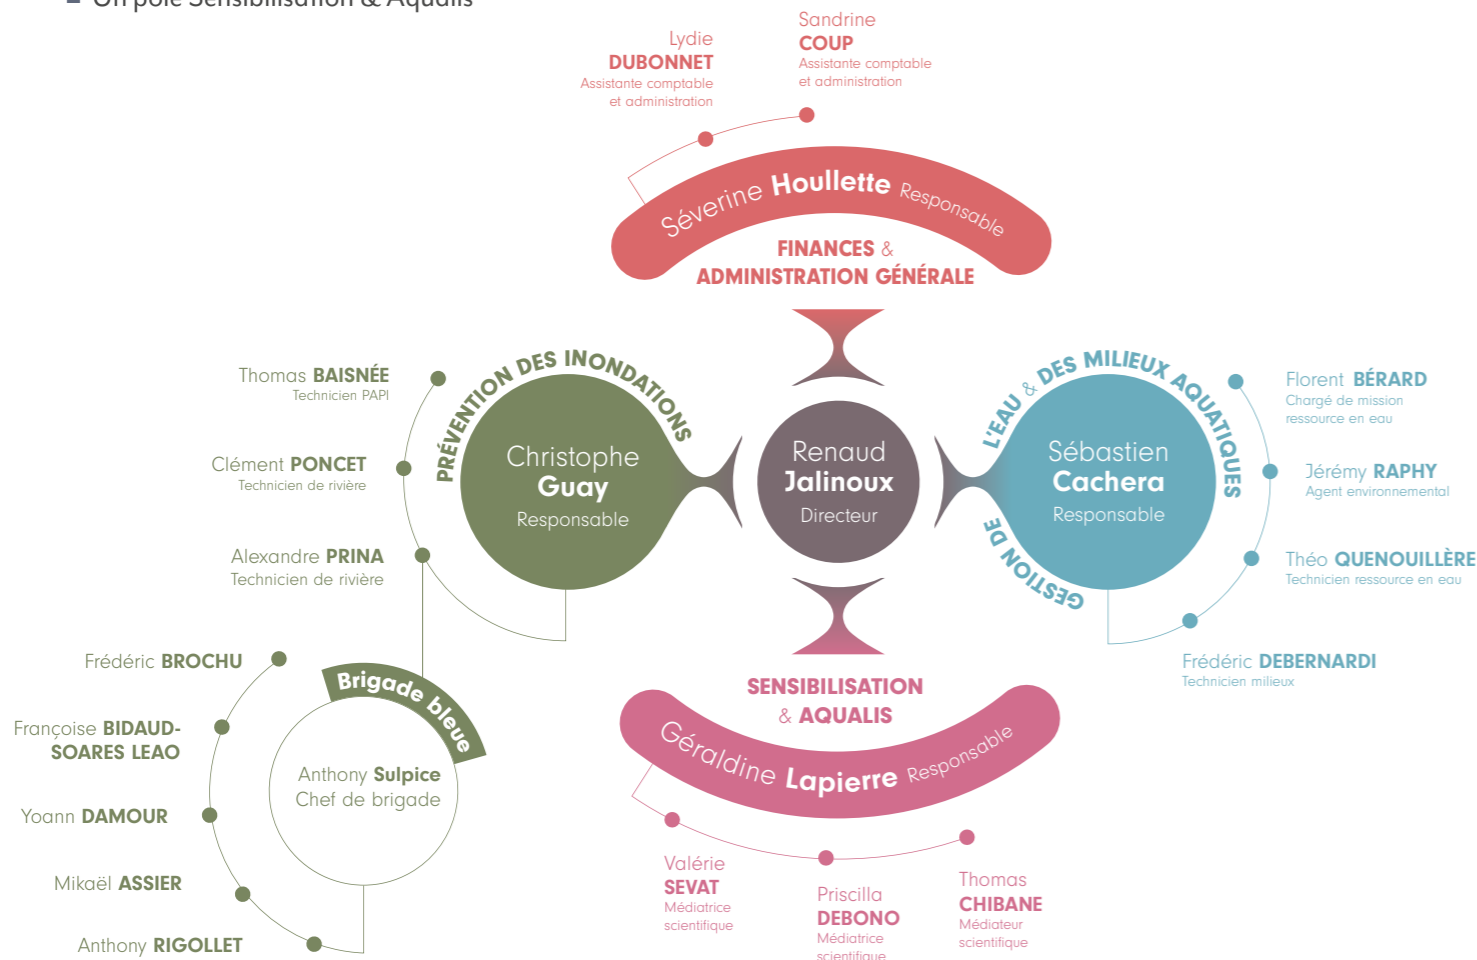 – Un pôle Sensibilisation & Aqualis
Lydie
DUBONNET
Assistante comptable
et administration
Sandrine
COUP
Assistante comptable
et administration
Séverine Houllette Responsable
FINANCES &
ADMINISTRATION GÉNÉRALE
PRÉVENTION DES INONDATIONS
Christophe
Guay
Responsable
Thomas BAISNÉE
Technicien PAPI
Clément PONCET
Technicien de rivière
Alexandre PRINA
Technicien de rivière
Renaud
Jalinoux
Directeur
GESTION DE
L'EAU & DES MILIEUX AQUATIQUES
Sébastien
Cachera
Responsable
Florent BÉRARD
Chargé de mission
ressource en eau
Jérémy RAPHY
Agent environnemental
Théo QUENOUILLÈRE
Technicien ressource en eau
Frédéric DEBERNARDI
Technicien milieux
Brigade bleue
Anthony Sulpice
Chef de brigade
Frédéric BROCHU
Françoise BIDAUD-
SOARES LEAO
Yoann DAMOUR
Mikaël ASSIER
Anthony RIGOLLET
SENSIBILISATION
& AQUALIS
Géraldine Lapierre Responsable
Valérie
SEVAT
Médiatrice
scientifique
Priscilla
DEBONO
Médiatrice
scientifique
Thomas
CHIBANE
Médiateur
scientifique